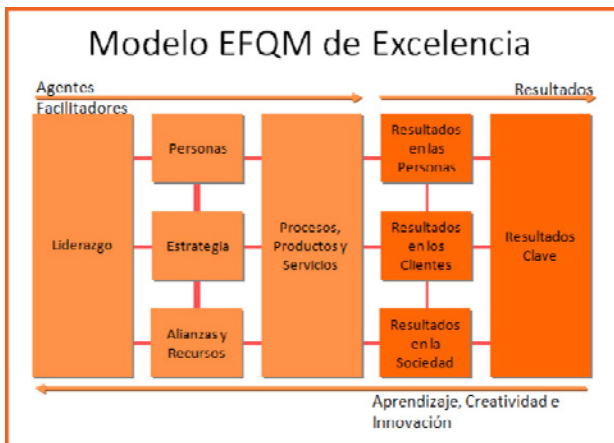 Modelo EFQM de Excelencia
Agentes
Facilitadores
Resultados
Liderazgo
Personas
Estrategia
Alianzas y
Recursos
Procesos,
Productos y
Servicios
Resultados
en las
Personas
Resultados
en los
Clientes
Resultados
en la
Sociedad
Resultados
Clave
Aprendizaje, Creatividad e
Innovación